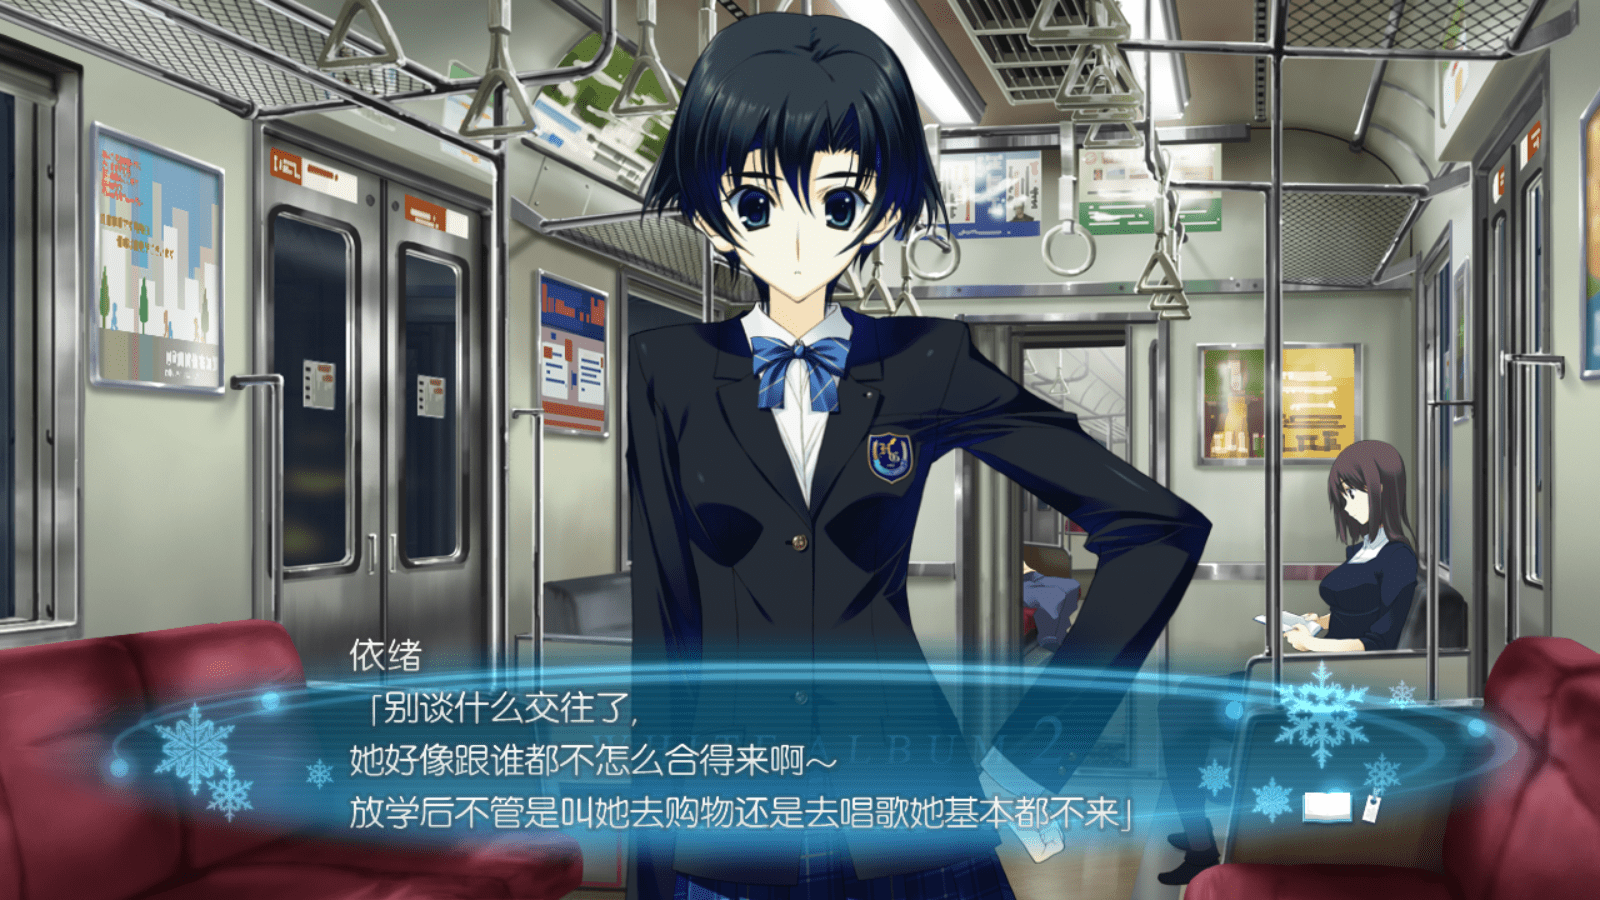 依绪
「别谈什么交往了,
她好像跟谁都不怎么合得来啊～
放学后不管是叫她去购物还是去唱歌她基本都不来」
WHITE ALBUM 2